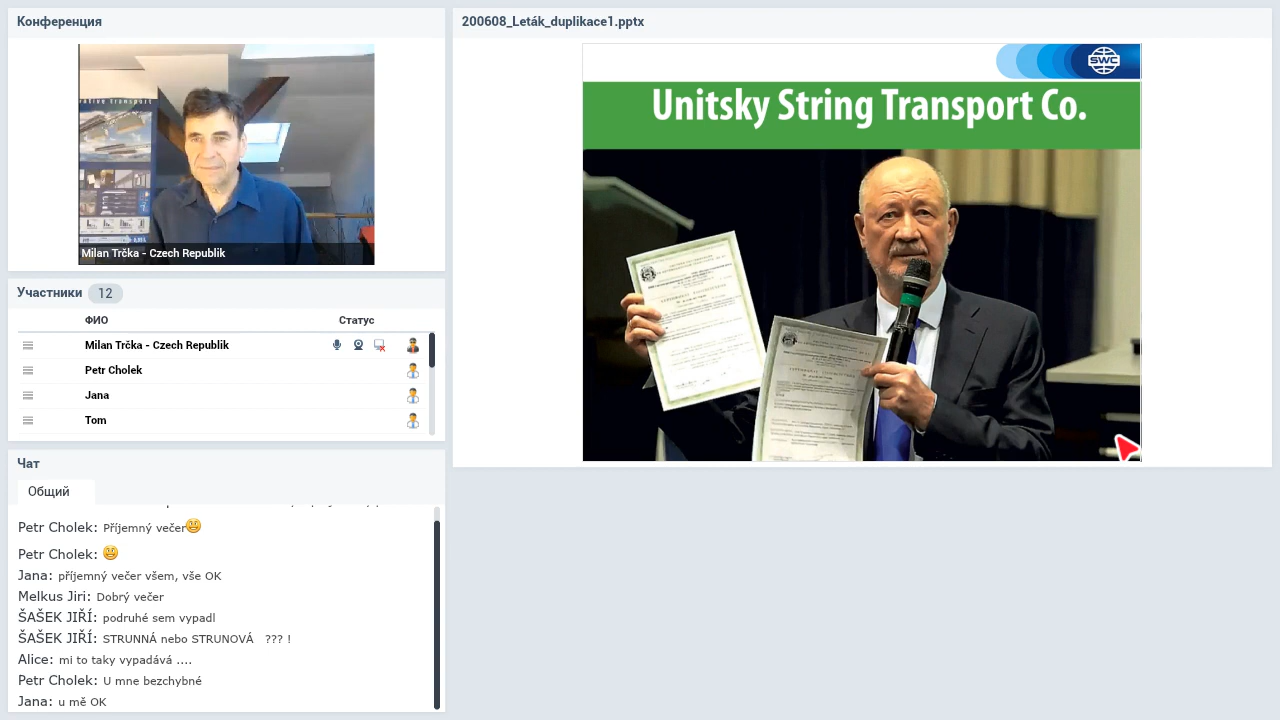 Конференция
Milan Trčka - Czech Republik
Участники 12
ФИО Статус
Milan Trčka - Czech Republik
Petr Cholek
Jana
Tom
Чат
Общий
Petr Cholek: Příjemný večer
Petr Cholek:
Jana: příjemný večer všem, vše OK
Melkus Jiri: Dobrý večer
ŠAŠEK JIŘÍ: podruhé sem vypadl
ŠAŠEK JIŘÍ: STRUNNÁ nebo STRUNOVÁ ??? !
Alice: mi to taky vypadává ....
Petr Cholek: U mne bezchybné
Jana: u mě OK
200608_Leták_duplikace1.pptx
SWC
Unitsky String Transport Co.